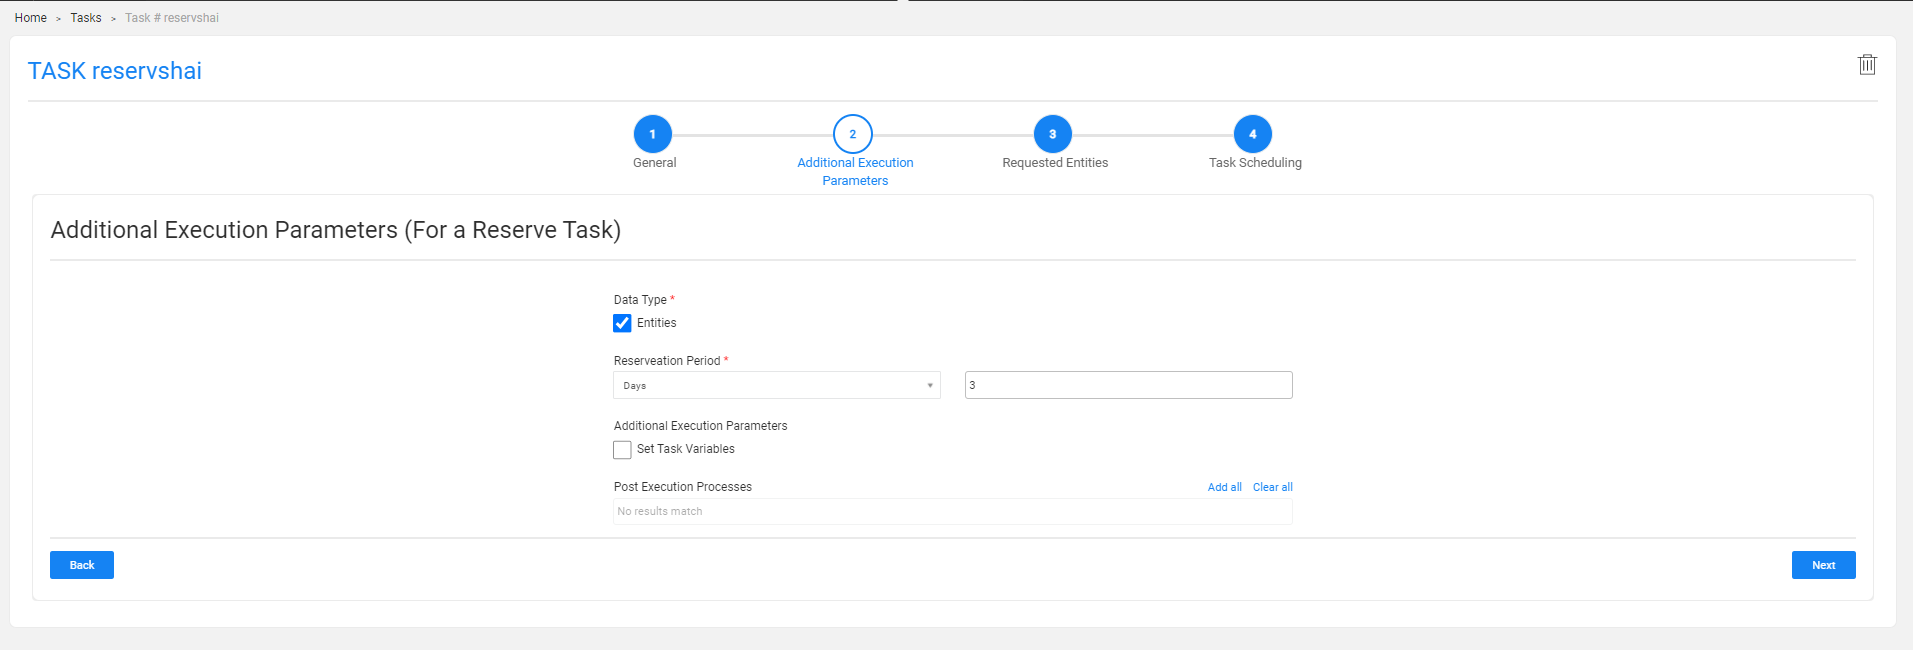 Home > Tasks > Task # reservshai
TASK reservshai
1 2 3 4
General Additional Execution Parameters Requested Entities Task Scheduling
Additional Execution Parameters (For a Reserve Task)
Data Type *
Entities
Reserveation Period *
Days 3
Additional Execution Parameters
Set Task Variables
Post Execution Processes Add all Clear all
No results match
Back Next